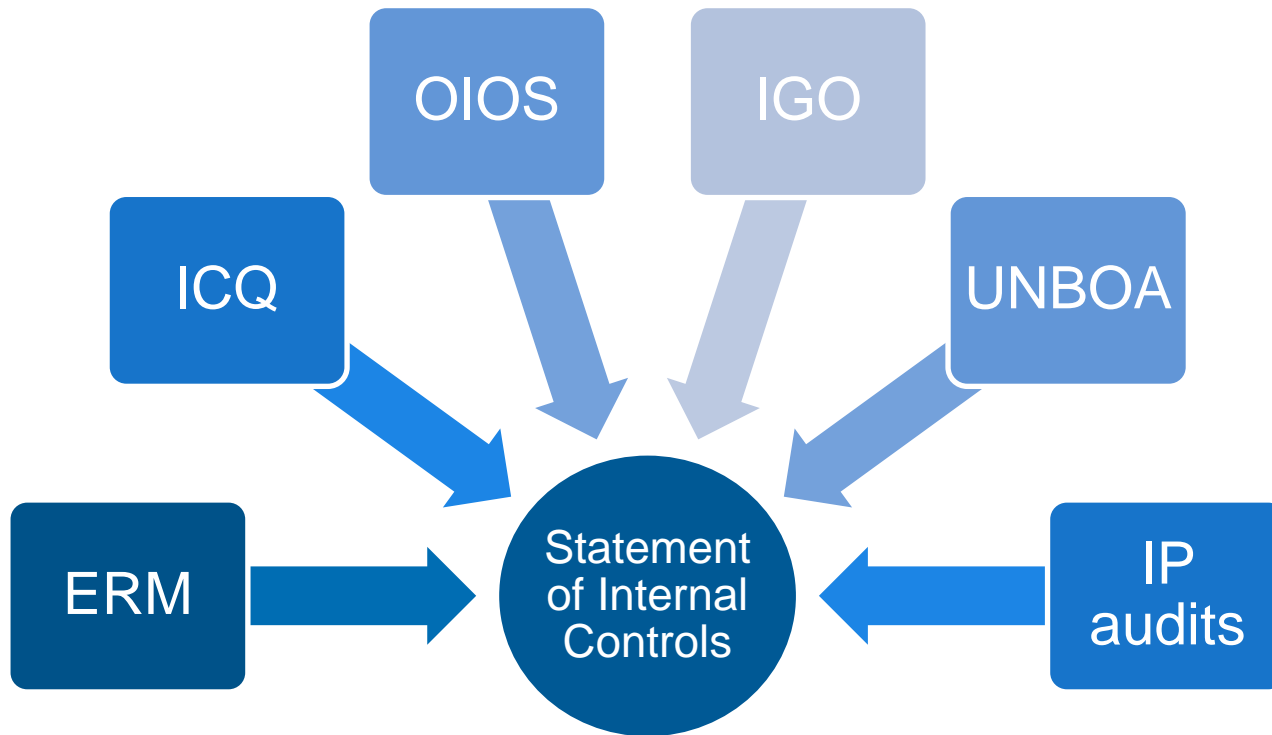 OIOS
IGO
ICQ
UNBOA
ERM
Statement
of Internal
Controls
IP
audits